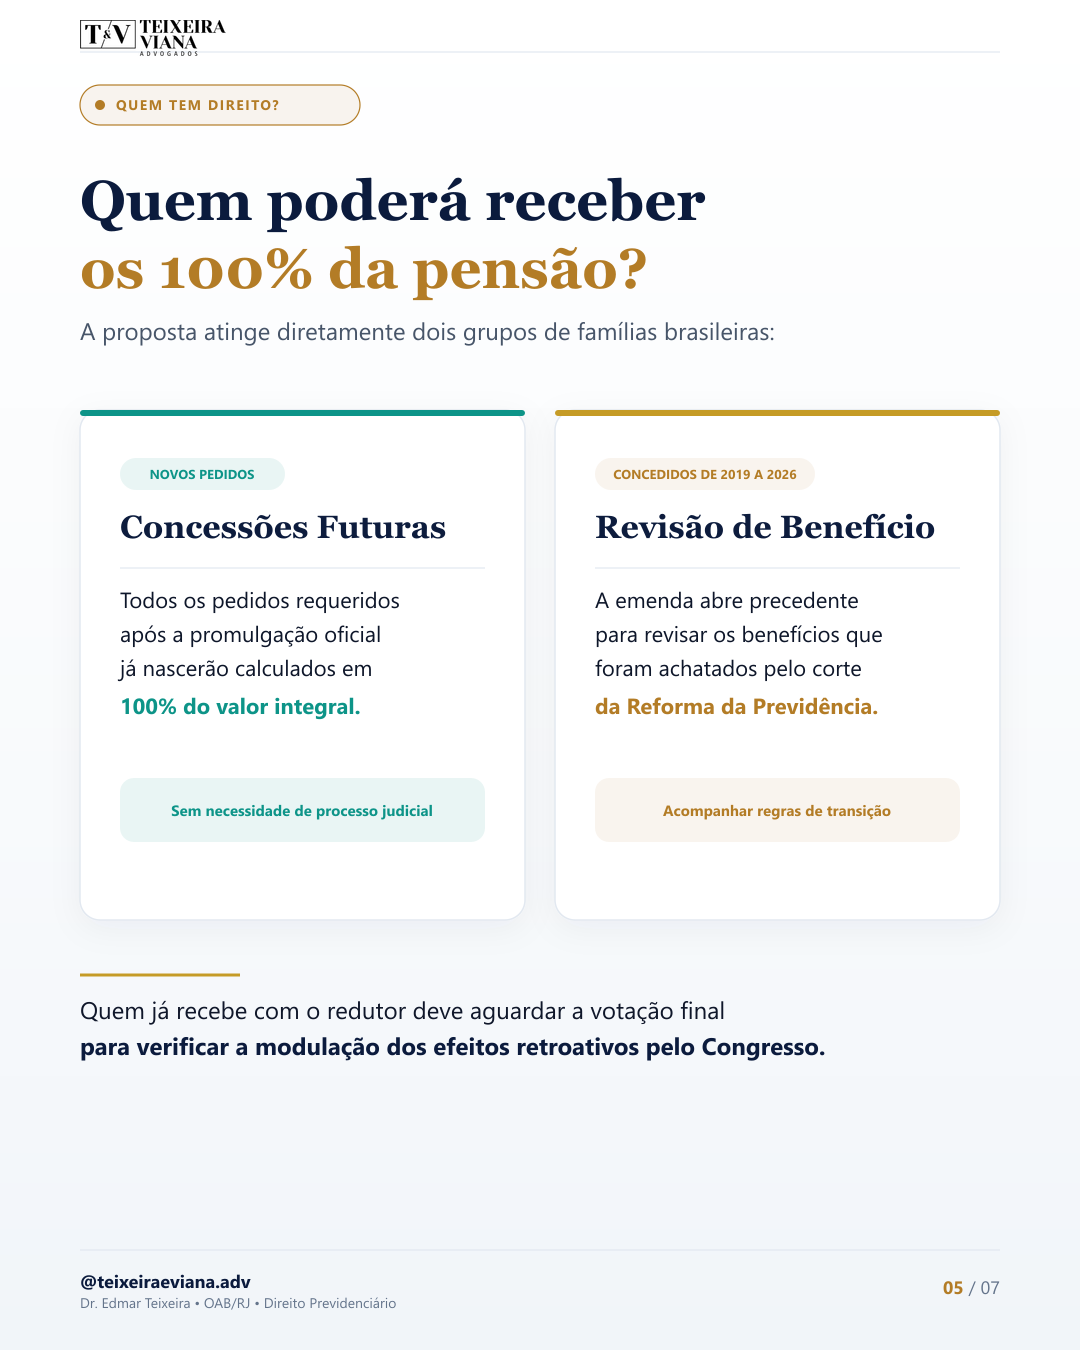 T&V TEIXEIRA
VIANA
ADVOGADOS
QUEM TEM DIREITO?
Quem poderá receber
os 100% da pensão?
A proposta atinge diretamente dois grupos de famílias brasileiras:
NOVOS PEDIDOS
Concessões Futuras
Todos os pedidos requeridos
após a promulgação oficial
já nascerão calculados em
100% do valor integral.
Sem necessidade de processo judicial
CONCEDIDOS DE 2019 A 2026
Revisão de Benefício
A emenda abre precedente
para revisar os benefícios que
foram achatados pelo corte
da Reforma da Previdência.
Acompanhar regras de transição
Quem já recebe com o redutor deve aguardar a votação final
para verificar a modulação dos efeitos retroativos pelo Congresso.
@teixeiraeviana.adv
Dr. Edmar Teixeira • OAB/RJ • Direito Previdenciário
05 / 07